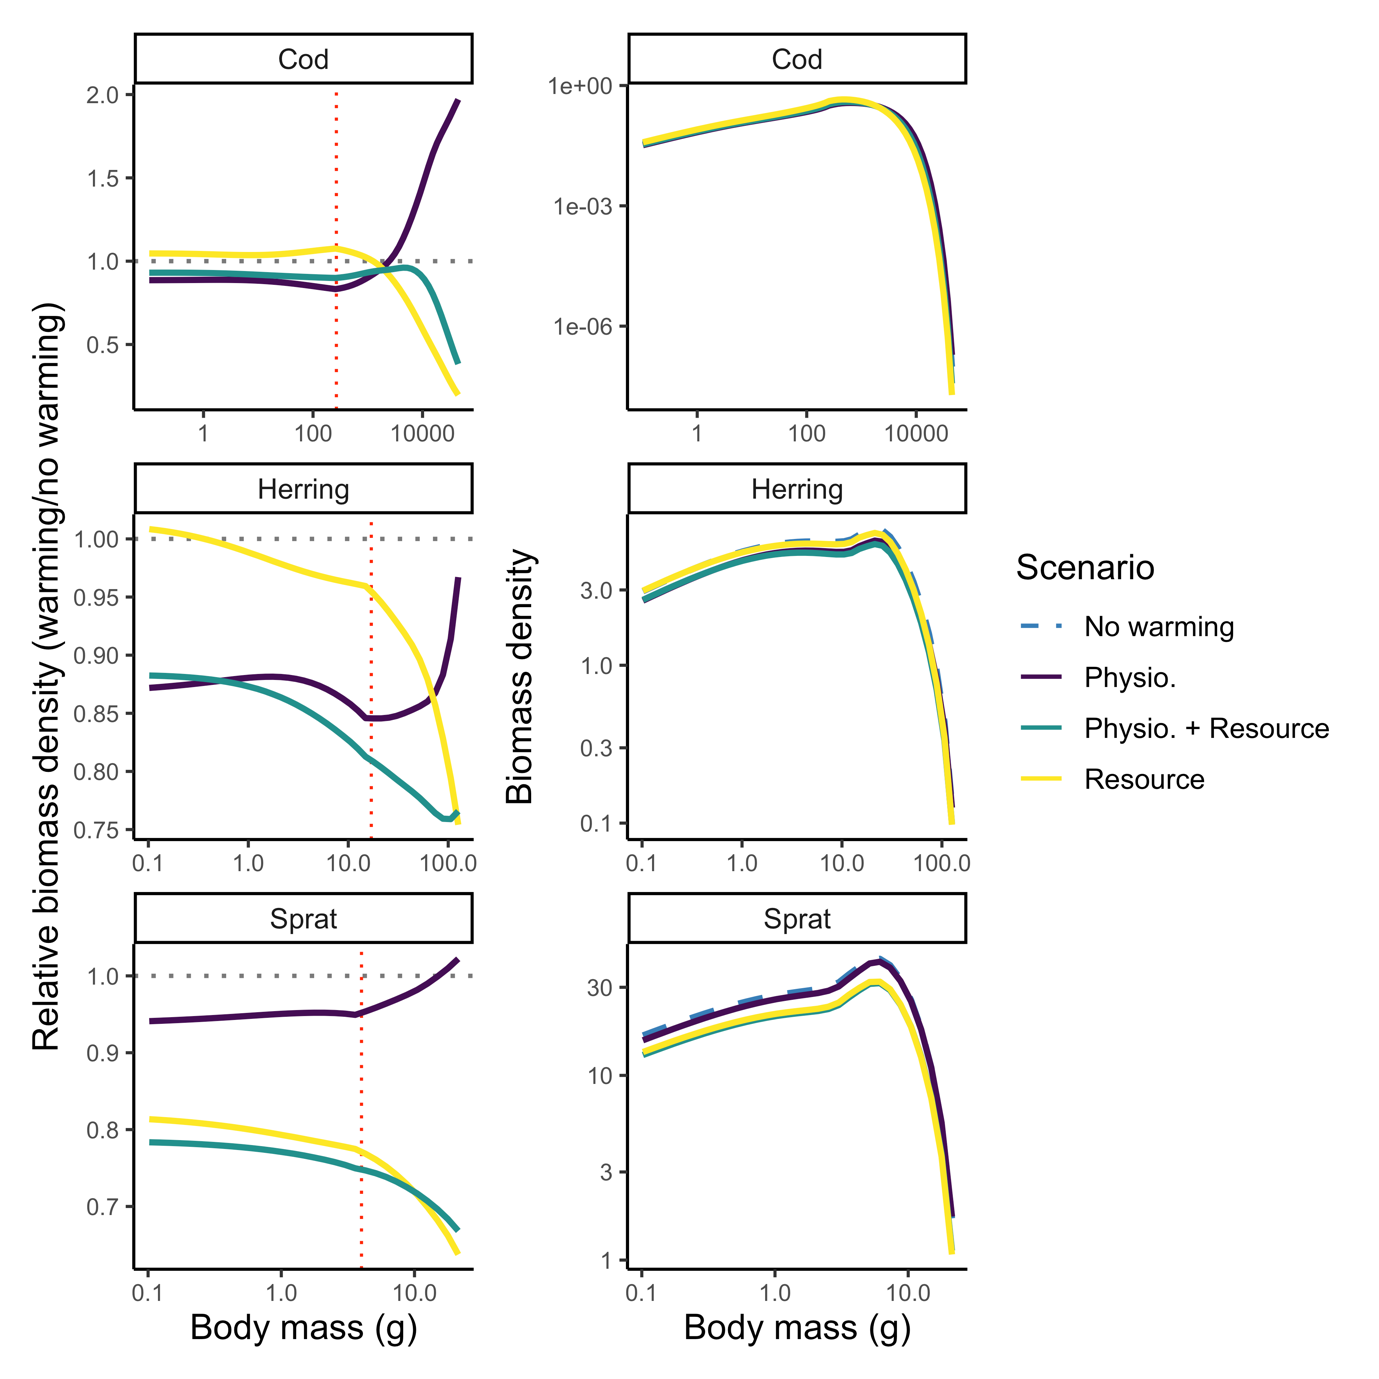 Cod
Cod
2.0
1.5
1.0
0.5
1 100 10000
1e+00
1e-03
1e-06
1 100 10000
Herring
Herring
1.00
0.95
0.90
0.85
0.80
0.75
0.1 1.0 10.0 100.0
3.0
1.0
0.3
0.1
0.1 1.0 10.0 100.0
Sprat
Sprat
1.0
0.9
0.8
0.7
0.1 1.0 10.0
30
10
3
1
0.1 1.0 10.0
Relative biomass density (warming/no warming)
Biomass density
Body mass (g)
Body mass (g)
Scenario
No warming
Physio.
Physio. + Resource
Resource